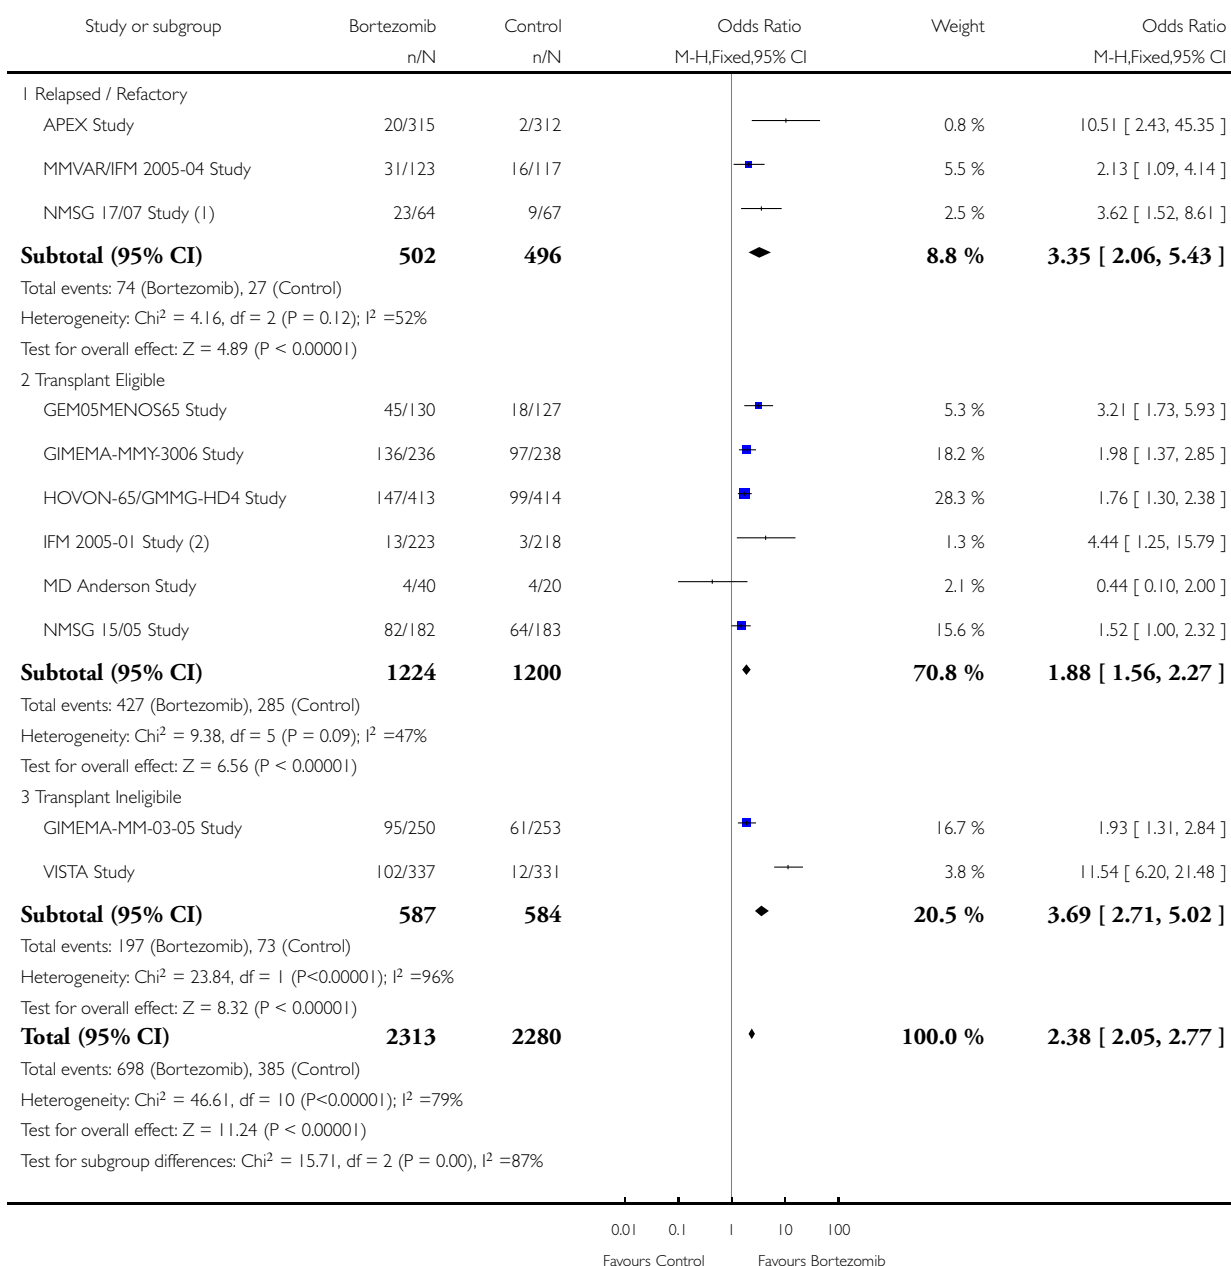 Study or subgroup Bortezomib Control Odds Ratio Weight Odds Ratio
n/N n/N M-H,Fixed,95% CI M-H,Fixed,95% CI
1 Relapsed / Refactory
APEX Study 20/315 2/312 0.8 % 10.51 [ 2.43, 45.35 ]
MMVAR/IFM 2005-04 Study 31/123 16/117 5.5 % 2.13 [ 1.09, 4.14 ]
NMSG 17/07 Study (1) 23/64 9/67 2.5 % 3.62 [ 1.52, 8.61 ]
Subtotal (95% CI) 502 496 8.8 % 3.35 [ 2.06, 5.43 ]
Total events: 74 (Bortezomib), 27 (Control)
Heterogeneity: Chi² = 4.16, df = 2 (P = 0.12); I² =52%
Test for overall effect: Z = 4.89 (P < 0.00001)
2 Transplant Eligible
GEM05MENOS65 Study 45/130 18/127 5.3 % 3.21 [ 1.73, 5.93 ]
GIMEMA-MMY-3006 Study 136/236 97/238 18.2 % 1.98 [ 1.37, 2.85 ]
HOVON-65/GMMG-HD4 Study 147/413 99/414 28.3 % 1.76 [ 1.30, 2.38 ]
IFM 2005-01 Study (2) 13/223 3/218 1.3 % 4.44 [ 1.25, 15.79 ]
MD Anderson Study 4/40 4/20 2.1 % 0.44 [ 0.10, 2.00 ]
NMSG 15/05 Study 82/182 64/183 15.6 % 1.52 [ 1.00, 2.32 ]
Subtotal (95% CI) 1224 1200 70.8 % 1.88 [ 1.56, 2.27 ]
Total events: 427 (Bortezomib), 285 (Control)
Heterogeneity: Chi² = 9.38, df = 5 (P = 0.09); I² =47%
Test for overall effect: Z = 6.56 (P < 0.00001)
3 Transplant Ineligibile
GIMEMA-MM-03-05 Study 95/250 61/253 16.7 % 1.93 [ 1.31, 2.84 ]
VISTA Study 102/337 12/331 3.8 % 11.54 [ 6.20, 21.48 ]
Subtotal (95% CI) 587 584 20.5 % 3.69 [ 2.71, 5.02 ]
Total events: 197 (Bortezomib), 73 (Control)
Heterogeneity: Chi² = 23.84, df = 1 (P<0.00001); I² =96%
Test for overall effect: Z = 8.32 (P < 0.00001)
Total (95% CI) 2313 2280 100.0 % 2.38 [ 2.05, 2.77 ]
Total events: 698 (Bortezomib), 385 (Control)
Heterogeneity: Chi² = 46.61, df = 10 (P<0.00001); I² =79%
Test for overall effect: Z = 11.24 (P < 0.00001)
Test for subgroup differences: Chi² = 15.71, df = 2 (P = 0.00), I² =87%
0.01 0.1 1 10 100
Favours Control Favours Bortezomib